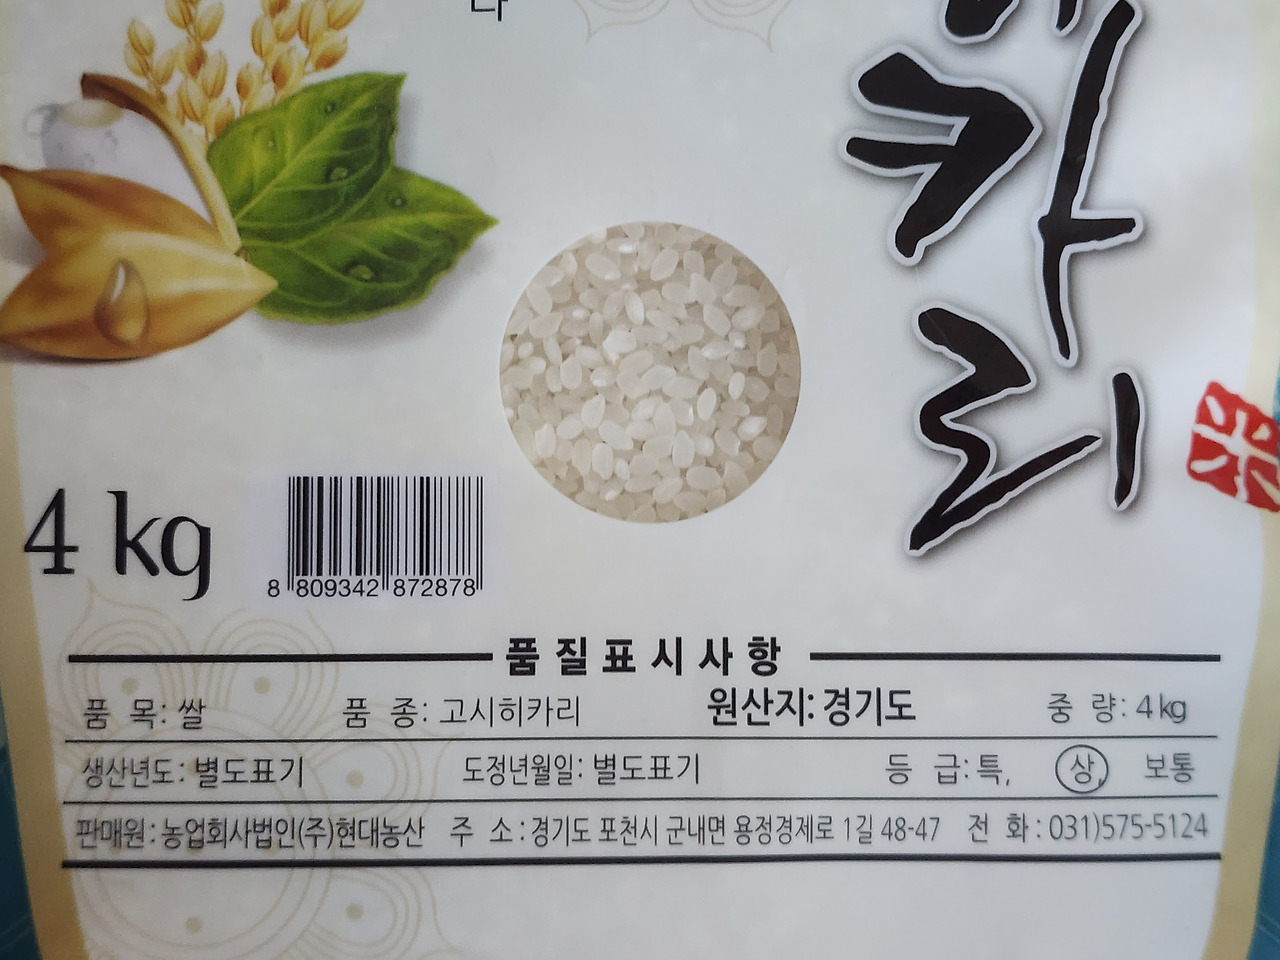 다
카리
米
4 kg
8 809342 872878
품질표시사항
품 목: 쌀 품 종: 고시히카리 원산지: 경기도 중 량: 4kg
생산년도: 별도표기 도정년월일: 별도표기 등 급: 특, 상, 보통
판매원: 농업회사법인(주)현대농산 주 소: 경기도 포천시 군내면 용정경제로 1길 48-47 전 화: 031)575-5124